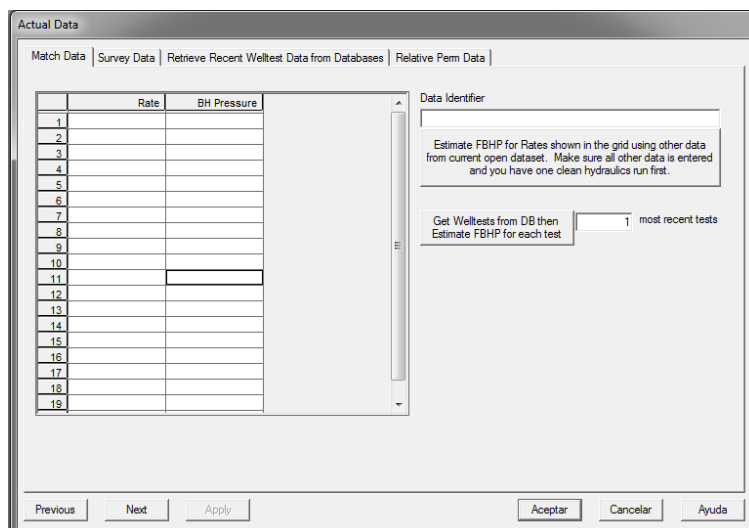 Actual Data
Match Data Survey Data Retrieve Recent Welltest Data from Databases Relative Perm Data
Rate BH Pressure
1
2
3
4
5
6
7
8
9
10
11
12
13
14
15
16
17
18
19
Data Identifier
Estimate FBHP for Rates shown in the grid using other data
from current open dataset. Make sure all other data is entered
and you have one clean hydraulics run first.
Get Welltests from DB then
Estimate FBHP for each test
1 most recent tests
Previous Next Apply Aceptar Cancelar Ayuda